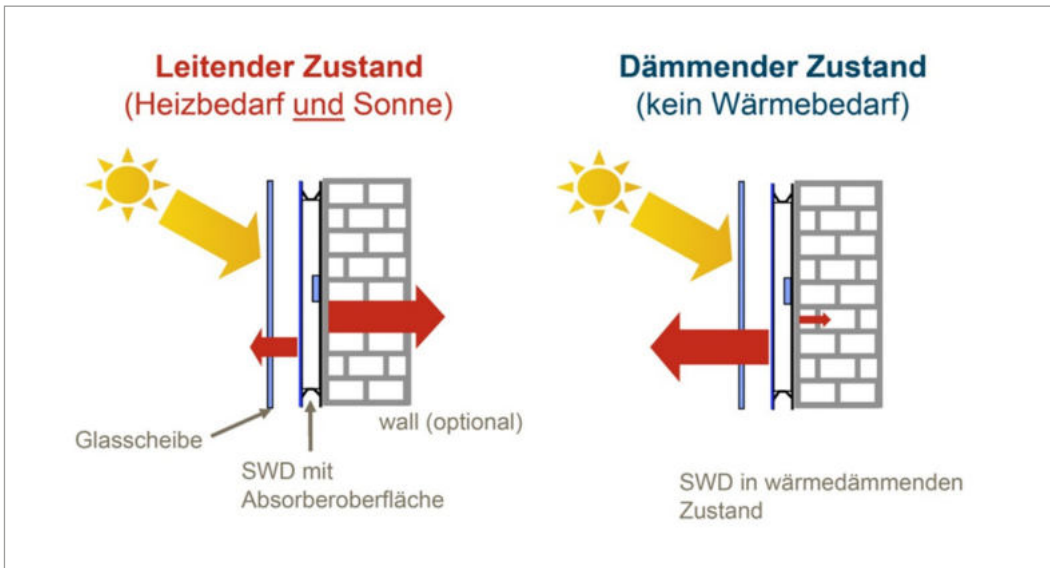 Leitender Zustand
(Heizbedarf und Sonne)
Dämmender Zustand
(kein Wärmebedarf)
Glasscheibe
wall (optional)
SWD mit
Absorberoberfläche
SWD in wärmedämmenden
Zustand